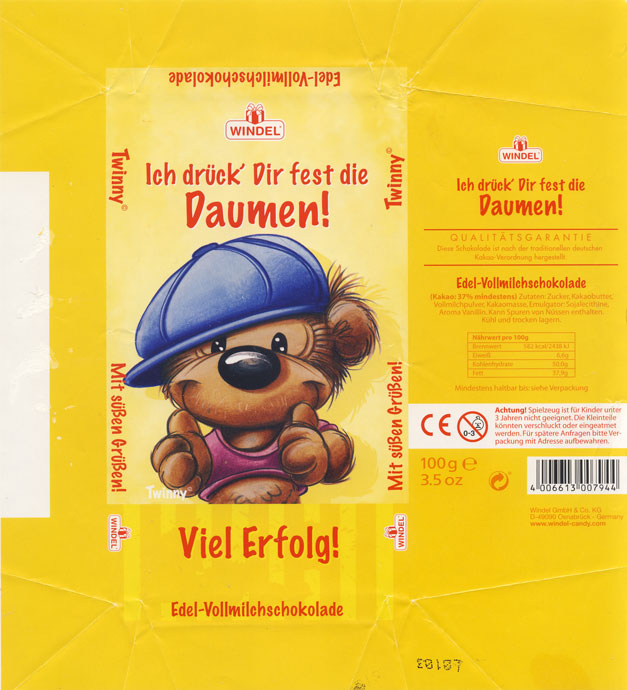 Edel-Vollmilchschokolade
WINDEL®
Ich drück’ Dir fest die
Daumen!
Twinny©
Twinny©
Mit süßen Grüßen!
Mit süßen Grüßen!
Twinny
WINDEL
Viel Erfolg!
WINDEL
Edel-Vollmilchschokolade
WINDEL®
Ich drück’ Dir fest die
Daumen!
QUALITÄTSGARANTIE
Diese Schokolade ist nach der traditionellen deutschen
Kakao-Verordnung hergestellt
Edel-Vollmilchschokolade
(Kakao: 37% mindestens) Zutaten: Zucker, Kakaobutter,
Vollmilchpulver, Kakaomasse, Emulgator: Sojalecithine,
Aroma Vanillin. Kann Spuren von Nüssen enthalten.
Kühl und trocken lagern.
Nährwert pro 100g
Brennwert 582 kcal/2438 kJ
Eiweiß
Kohlenhydrate
Fett
Mindestens haltbar bis: siehe Verpackung.
CE
0-3
Achtung! Spielzeug ist für Kinder unter
3 Jahren nicht geeignet. Die Kleinteile
könnten verschluckt oder eingeatmet
werden. Für spätere Anfragen bitte Ver-
packung mit Adresse aufbewahren.
100 g ℮
3.5 oz
4 006613 007944
Windel GmbH & Co. KG
D-49090 Osnabrück - Germany
www.windel-candy.com